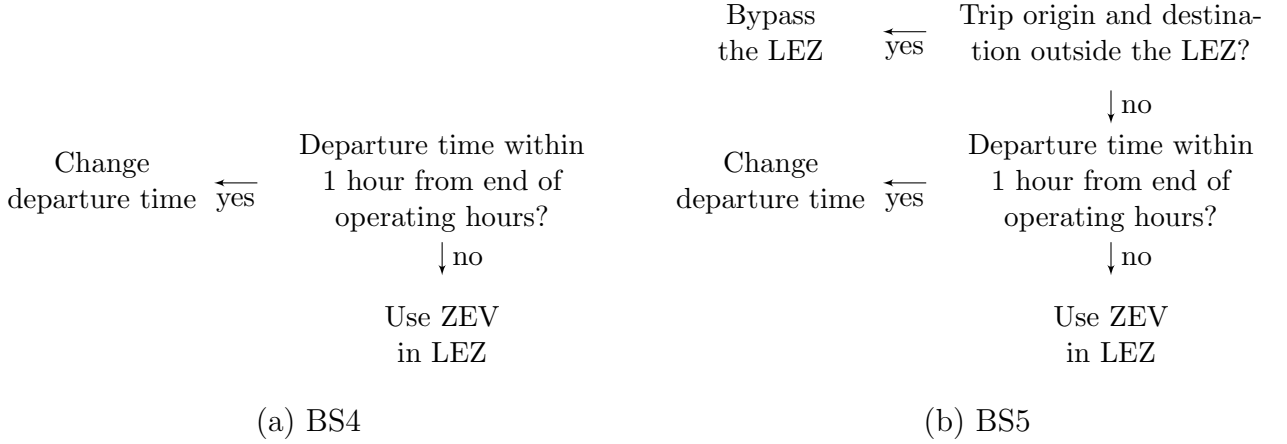 Departure time within
1 hour from end of
operating hours?
yes
Change
departure time
no
Use ZEV
in LEZ
(a) BS4
Trip origin and destina-
tion outside the LEZ?
yes
Bypass
the LEZ
no
Departure time within
1 hour from end of
operating hours?
yes
Change
departure time
no
Use ZEV
in LEZ
(b) BS5